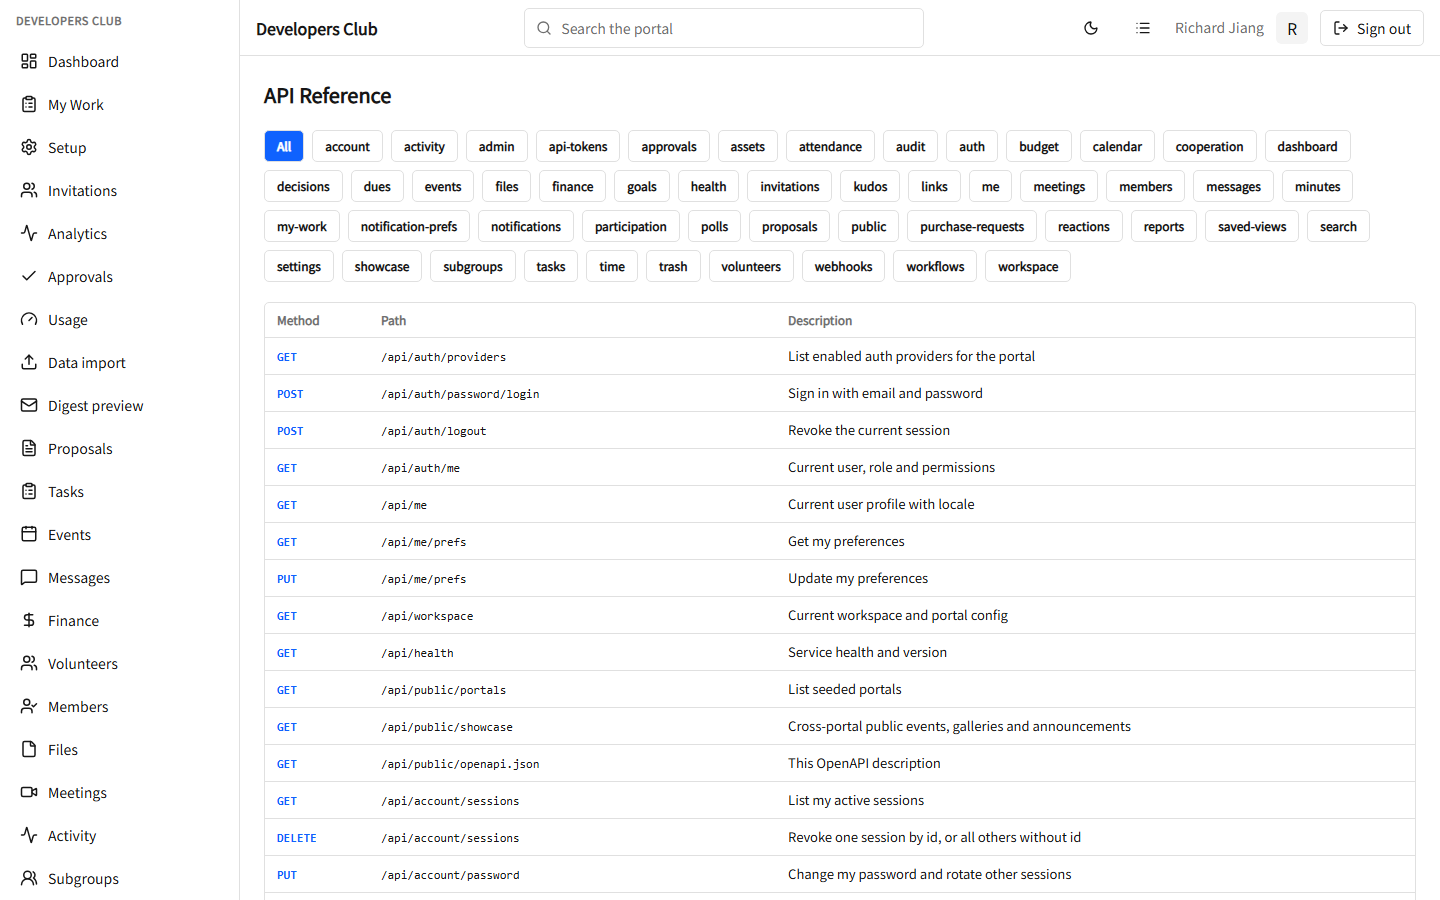 DEVELOPERS CLUB
Dashboard
My Work
Setup
Invitations
Analytics
Approvals
Usage
Data import
Digest preview
Proposals
Tasks
Events
Messages
Finance
Volunteers
Members
Files
Meetings
Activity
Subgroups
Developers Club
Search the portal
Richard Jiang
R
Sign out
API Reference
All account activity admin api-tokens approvals assets attendance audit auth budget calendar cooperation dashboard
decisions dues events files finance goals health invitations kudos links me meetings members messages minutes
my-work notification-prefs notifications participation polls proposals public purchase-requests reactions reports saved-views search
settings showcase subgroups tasks time trash volunteers webhooks workflows workspace
Method Path Description
GET /api/auth/providers List enabled auth providers for the portal
POST /api/auth/password/login Sign in with email and password
POST /api/auth/logout Revoke the current session
GET /api/auth/me Current user, role and permissions
GET /api/me Current user profile with locale
GET /api/me/prefs Get my preferences
PUT /api/me/prefs Update my preferences
GET /api/workspace Current workspace and portal config
GET /api/health Service health and version
GET /api/public/portals List seeded portals
GET /api/public/showcase Cross-portal public events, galleries and announcements
GET /api/public/openapi.json This OpenAPI description
GET /api/account/sessions List my active sessions
DELETE /api/account/sessions Revoke one session by id, or all others without id
PUT /api/account/password Change my password and rotate other sessions